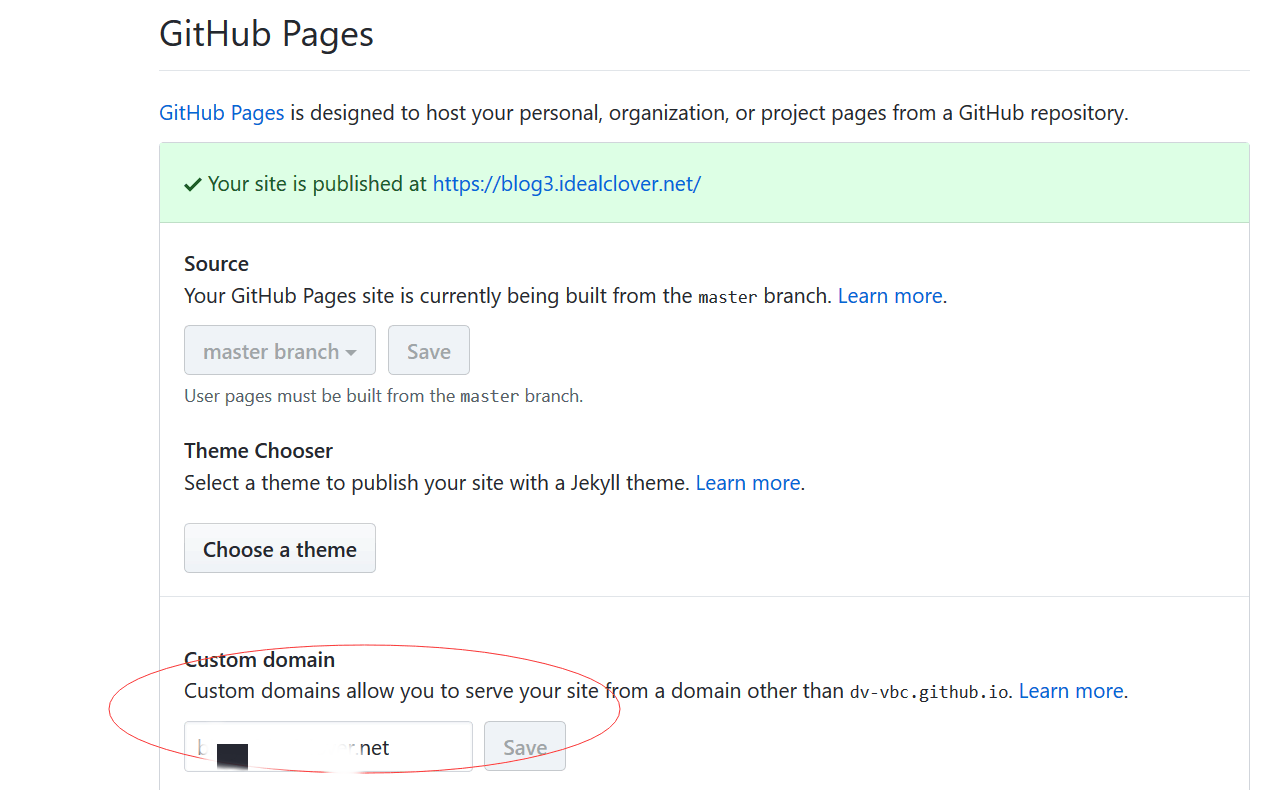 GitHub Pages
GitHub Pages is designed to host your personal, organization, or project pages from a GitHub repository.
Your site is published at https://blog3.idealclover.net/
Source
Your GitHub Pages site is currently being built from the master branch. Learn more.
master branch Save
User pages must be built from the master branch.
Theme Chooser
Select a theme to publish your site with a Jekyll theme. Learn more.
Choose a theme
Custom domain
Custom domains allow you to serve your site from a domain other than dv-vbc.github.io. Learn more.
.net Save